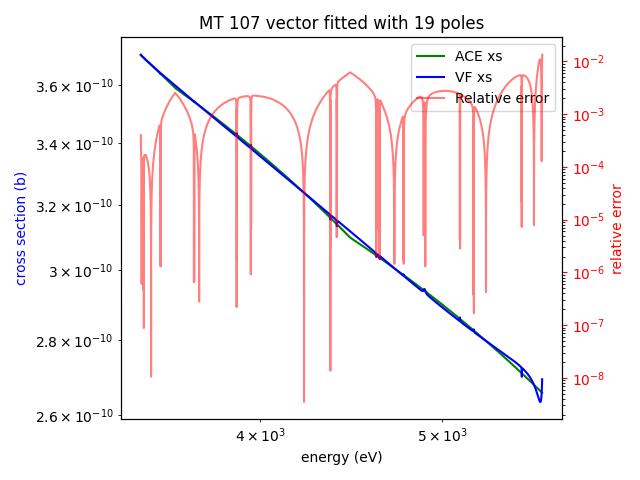 MT 107 vector fitted with 19 poles
ACE xs
VF xs
Relative error
3.6 × 10⁻¹⁰
3.4 × 10⁻¹⁰
3.2 × 10⁻¹⁰
3 × 10⁻¹⁰
2.8 × 10⁻¹⁰
2.6 × 10⁻¹⁰
cross section (b)
10⁻²
10⁻³
10⁻⁴
10⁻⁵
10⁻⁶
10⁻⁷
10⁻⁸
relative error
4 × 10³
5 × 10³
energy (eV)